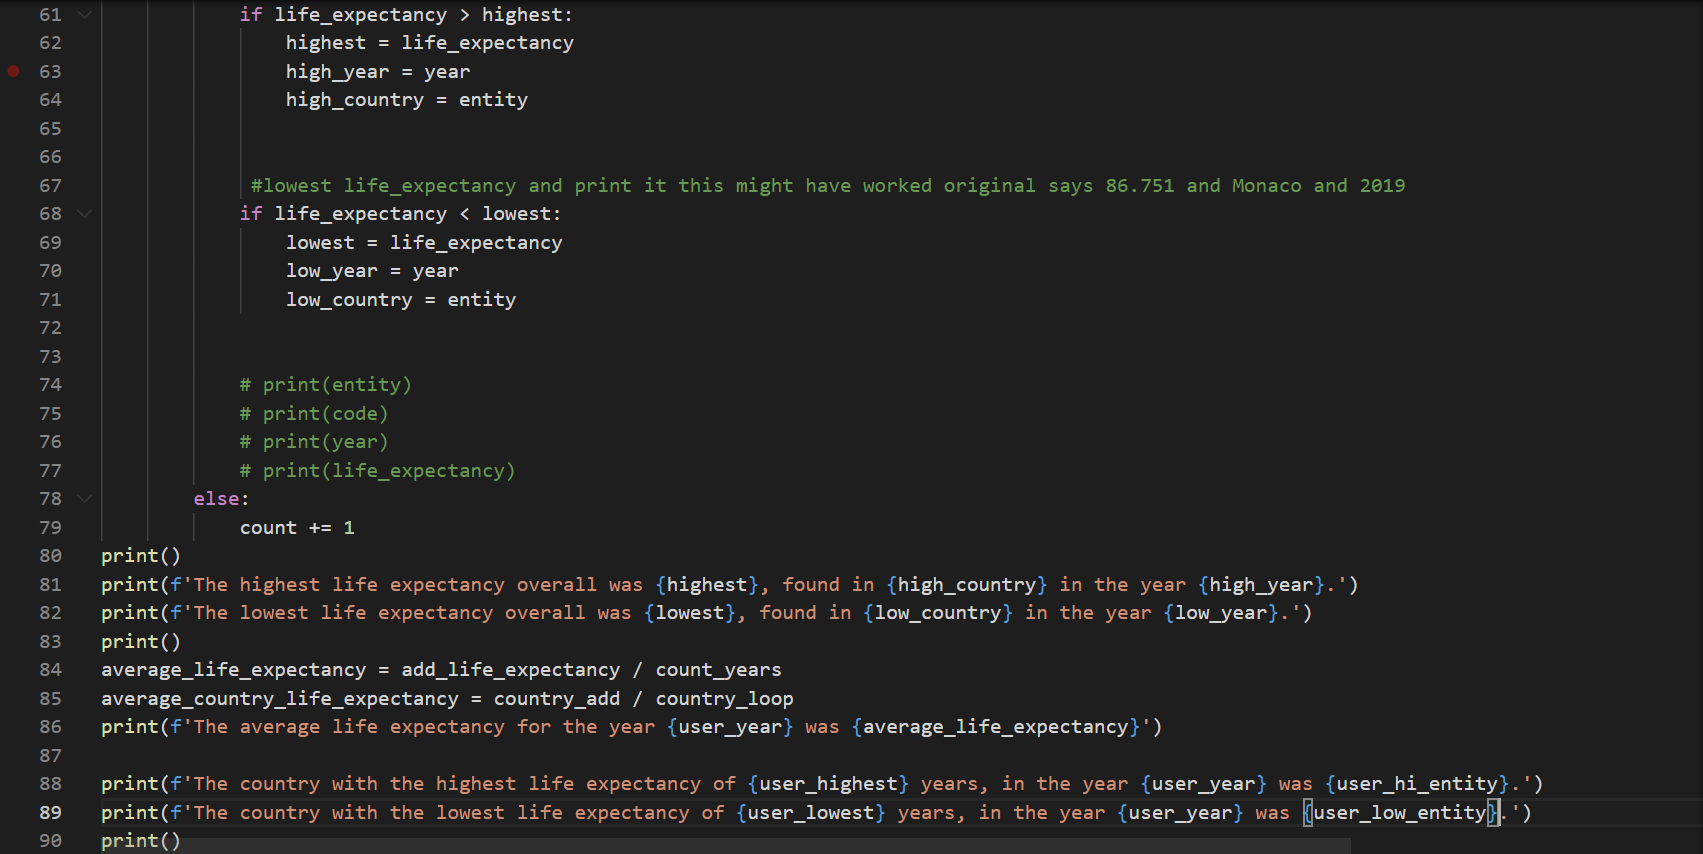 61 if life_expectancy > highest:
62 highest = life_expectancy
63 high_year = year
64 high_country = entity
65
66
67 #lowest life_expectancy and print it this might have worked original says 86.751 and Monaco and 2019
68 if life_expectancy < lowest:
69 lowest = life_expectancy
70 low_year = year
71 low_country = entity
72
73
74 # print(entity)
75 # print(code)
76 # print(year)
77 # print(life_expectancy)
78 else:
79 count += 1
80 print()
81 print(f'The highest life expectancy overall was {highest}, found in {high_country} in the year {high_year}.')
82 print(f'The lowest life expectancy overall was {lowest}, found in {low_country} in the year {low_year}.')
83 print()
84 average_life_expectancy = add_life_expectancy / count_years
85 average_country_life_expectancy = country_add / country_loop
86 print(f'The average life expectancy for the year {user_year} was {average_life_expectancy}')
87
88 print(f'The country with the highest life expectancy of {user_highest} years, in the year {user_year} was {user_hi_entity}.')
89 print(f'The country with the lowest life expectancy of {user_lowest} years, in the year {user_year} was {user_low_entity}.')
90 print()